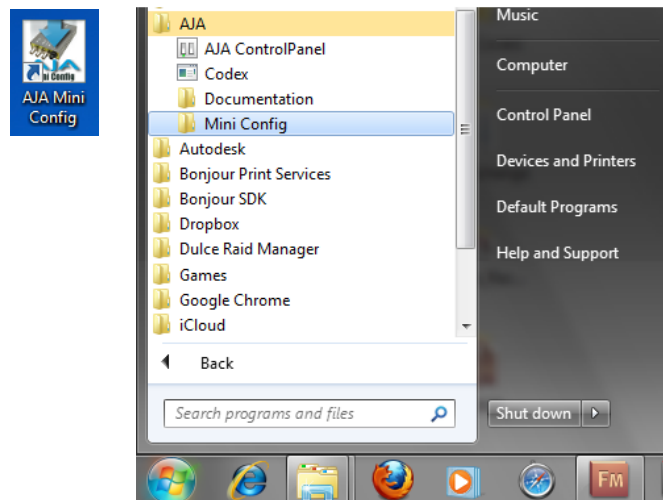 AJA Mini
Config
AJA
AJA ControlPanel
Codex
Documentation
Mini Config
Autodesk
Bonjour Print Services
Bonjour SDK
Dropbox
Dulce Raid Manager
Games
Google Chrome
iCloud
Back
Search programs and files
Music
Computer
Control Panel
Devices and Printers
Default Programs
Help and Support
Shut down
FM